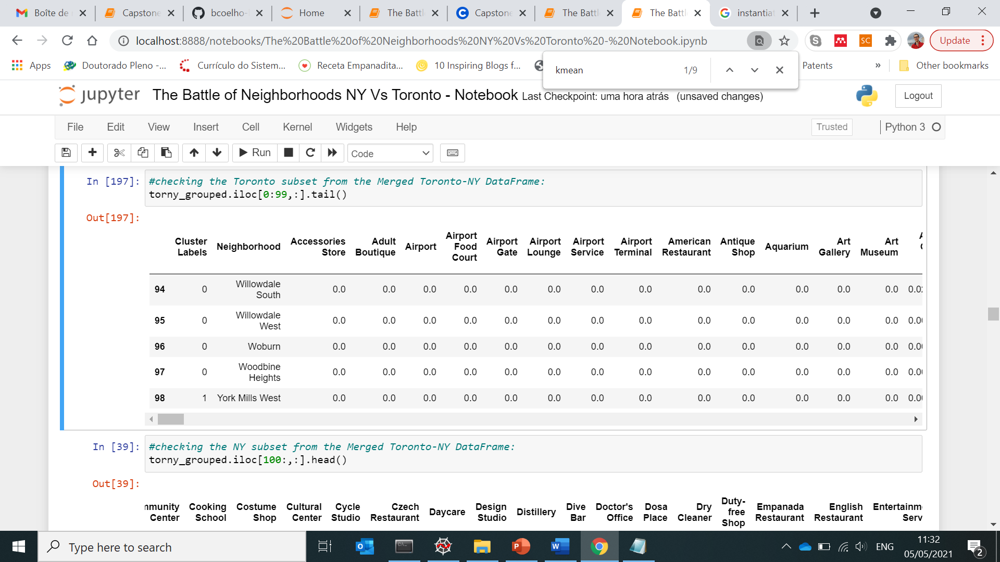 Boîte de
Capstone
bcoelho-
Home
The Battl
Capstone
The Battl
The Battl
instantiat
localhost:8888/notebooks/The%20Battle%20of%20Neighborhoods%20NY%20Vs%20Toronto%20-%20Notebook.ipynb
SC
Update
Apps
Doutorado Pleno -...
Currículo do Sistem...
Receta Empanadita...
10 Inspiring Blogs f...
Patents
»
Other bookmarks
kmean
1/9
jupyter
The Battle of Neighborhoods NY Vs Toronto - Notebook Last Checkpoint: uma hora atrás (unsaved changes)
Logout
File Edit View Insert Cell Kernel Widgets Help
Trusted
Python 3
Run
Code
In [197]:
#checking the Toronto subset from the Merged Toronto-NY DataFrame:
torny_grouped.iloc[0:99,:].tail()
Out[197]:
Cluster Labels Neighborhood Accessories Store Adult Boutique Airport Airport Food Court Airport Gate Airport Lounge Airport Service Airport Terminal American Restaurant Antique Shop Aquarium Art Gallery Art Museum
94 0 Willowdale South 0.0 0.0 0.0 0.0 0.0 0.0 0.0 0.0 0.0 0.0 0.0 0.0 0.0 0.02
95 0 Willowdale West 0.0 0.0 0.0 0.0 0.0 0.0 0.0 0.0 0.0 0.0 0.0 0.0 0.0 0.00
96 0 Woburn 0.0 0.0 0.0 0.0 0.0 0.0 0.0 0.0 0.0 0.0 0.0 0.0 0.0 0.00
97 0 Woodbine Heights 0.0 0.0 0.0 0.0 0.0 0.0 0.0 0.0 0.0 0.0 0.0 0.0 0.0 0.00
98 1 York Mills West 0.0 0.0 0.0 0.0 0.0 0.0 0.0 0.0 0.0 0.0 0.0 0.0 0.0 0.00
In [39]:
#checking the NY subset from the Merged Toronto-NY DataFrame:
torny_grouped.iloc[100:,:].head()
Out[39]:
mmunity Center Cooking School Costume Shop Cultural Center Cycle Studio Czech Restaurant Daycare Design Studio Distillery Dive Bar Doctor's Office Dosa Place Dry Cleaner Duty-free Shop Empanada Restaurant English Restaurant Entertainm Serv
Type here to search
ENG
11:32
05/05/2021
2